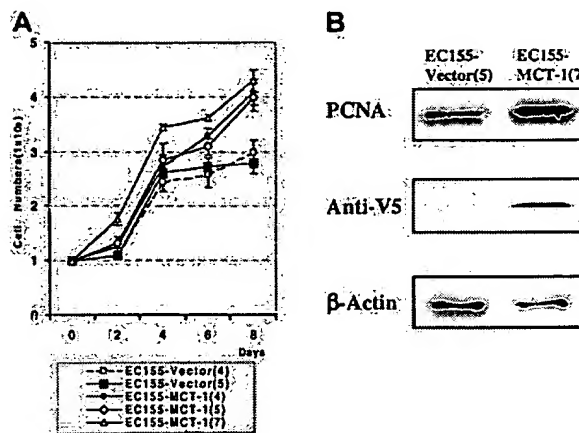 A
5
4
3
2
1
0
Cell Numbers(1x10
0 2 4 6 8
Days
EC155-Vector(4)
EC155-Vector(5)
EC155-MCT-1(4)
EC155-MCT-1(5)
EC155-MCT-1(7)
B
EC155-
Vector(5)
EC155-
MCT-1(7)
PCNA
Anti-V5
β-Actin